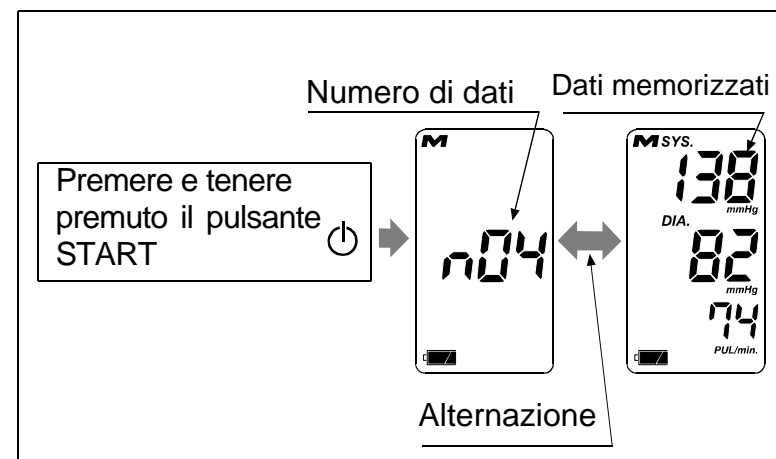 Numero di dati
Dati memorizzati
Premere e tenere
premuto il pulsante
START
M
n04
M SYS.
138
mmHg
DIA.
82
mmHg
74
PUL/min.
Alternazione